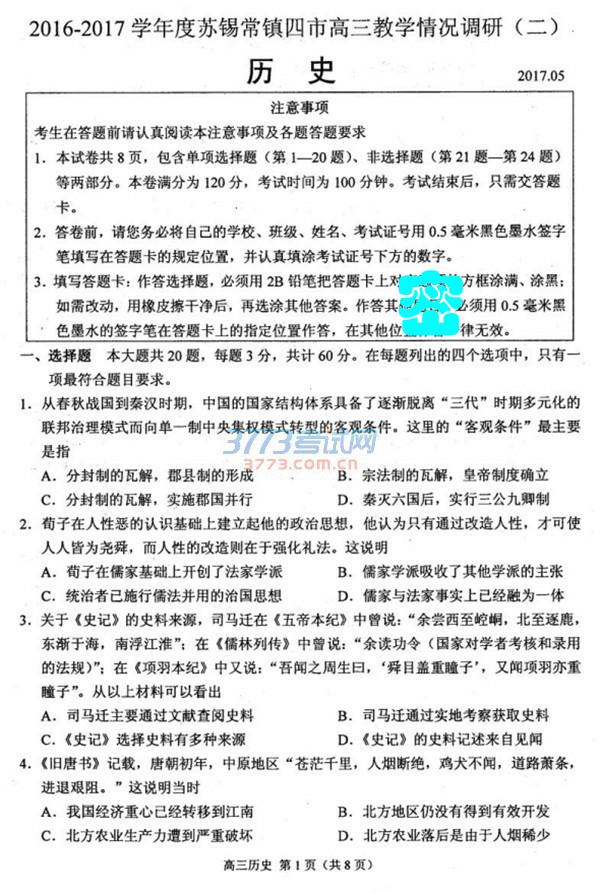 2016-2017 学年度苏锡常镇四市高三教学情况调研（二）
历 史
2017.05
注意事项
考生在答题前请认真阅读本注意事项及各题答题要求
1．本试卷共 8 页，包含单项选择题（第 1—20 题）、非选择题（第 21 题—第 24 题）
等两部分。本卷满分为 120 分，考试时间为 100 分钟。考试结束后，只需交答题
卡。
2．答卷前，请您务必将自己的学校、班级、姓名、考试证号用 0.5 毫米黑色墨水签字
笔填写在答题卡的规定位置，并认真填涂考试证号下方的数字。
3．填写答题卡：作答选择题，必须用 2B 铅笔把答题卡上对 方框涂满、涂黑；
如需改动，用橡皮擦干净后，再选涂其他答案。作答其 必须用 0.5 毫米黑
色墨水的签字笔在答题卡上的指定位置作答，在其他位 律无效。
一、选择题 本大题共 20 题，每题 3 分，共计 60 分。在每题列出的四个选项中，只有一
项最符合题目要求。
1．从春秋战国到秦汉时期，中国的国家结构体系具备了逐渐脱离“三代”时期多元化的
联邦治理模式而向单一制中央集权模式转型的客观条件。这里的“客观条件”最主要
是指
A．分封制的瓦解，郡县制的形成 B．宗法制的瓦解，皇帝制度确立
C．分封制的瓦解，实施郡国并行 D．秦灭六国后，实行三公九卿制
3773考试网
3773.com.cn
2．荀子在人性恶的认识基础上建立起他的政治思想，他认为只有通过改造人性，才可使
人人皆为尧舜，而人性的改造则在于强化礼法。这说明
A．荀子在儒家基础上开创了法家学派 B．儒家学派吸收了其他学派的主张
C．统治者已施行儒法并用的治国思想 D．儒家与法家事实上已经融为一体
3．关于《史记》的史料来源，司马迁在《五帝本纪》中曾说：“余尝西至崆峒，北至逐鹿，
东渐于海，南浮江淮”；在《儒林列传》中曾说：“余读功令（国家对学者考核和录用
的法规）”；在《项羽本纪》中又说：“吾闻之周生曰，‘舜目盖重瞳子’，又闻项羽亦重
瞳子”。从以上材料可以看出
A．司马迁主要通过文献查阅史料 B．司马迁通过实地考察获取史料
C．《史记》选择史料有多种来源 D．《史记》的史料记述来自见闻
4．《旧唐书》记载，唐朝初年，中原地区“苍茫千里，人烟断绝，鸡犬不闻，道路萧条，
进退艰阻。”这说明当时
A．我国经济重心已经转移到江南 B．北方地区仍没有得到有效开发
C．北方农业生产力遭到严重破坏 D．北方农业落后是由于人烟稀少
高三历史 第 1 页（共 8 页）